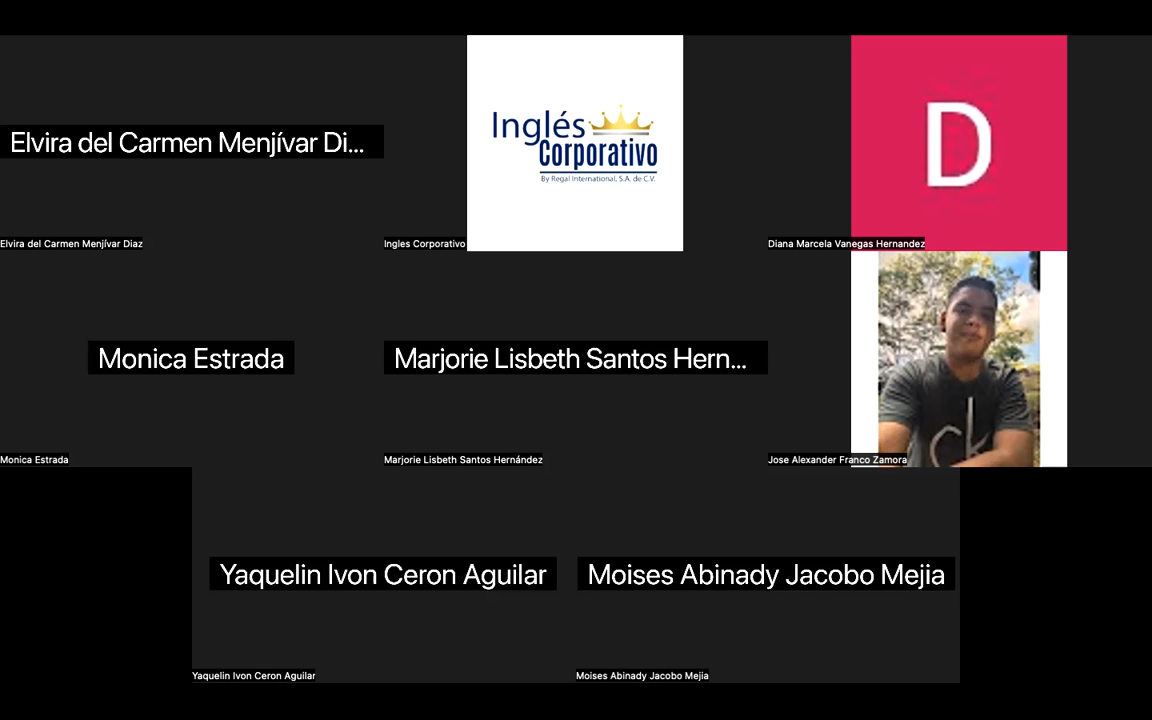 Elvira del Carmen Menjívar Di...
Elvira del Carmen Menjívar Diaz
Inglés
Corporativo
By Regal International, S.A. de C.V.
Ingles Corporativo
D
Diana Marcela Vanegas Hernandez
Monica Estrada
Monica Estrada
Marjorie Lisbeth Santos Hern...
Marjorie Lisbeth Santos Hernández
ck
Jose Alexander Franco Zamora
Yaquelin Ivon Ceron Aguilar
Yaquelin Ivon Ceron Aguilar
Moises Abinady Jacobo Mejia
Moises Abinady Jacobo Mejia